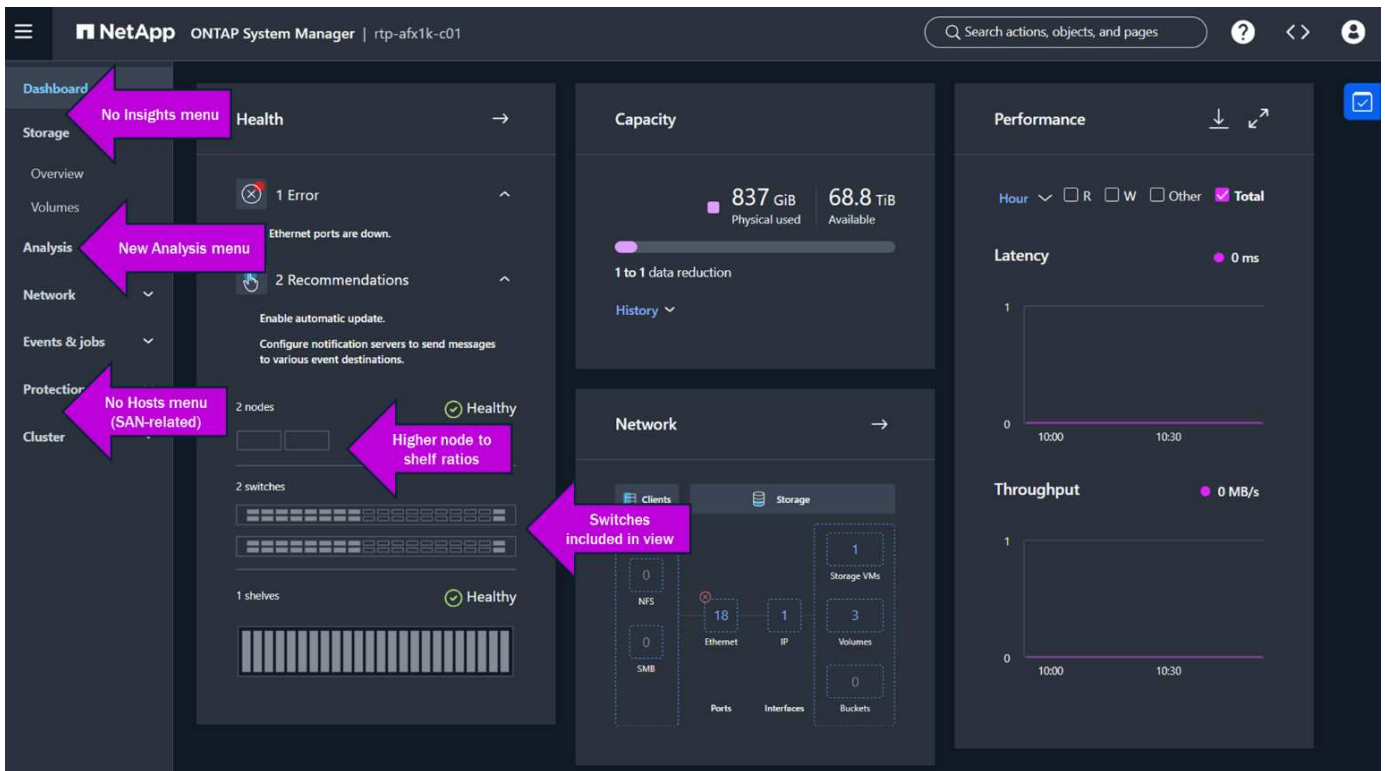 NetApp ONTAP System Manager | rtp-afx1k-c01
Search actions, objects, and pages
Dashboard
No Insights menu
Storage
Overview
Volumes
Analysis
New Analysis menu
Network
Events & jobs
Protection
No Hosts menu
(SAN-related)
Cluster
Health
1 Error
Ethernet ports are down.
2 Recommendations
Enable automatic update.
Configure notification servers to send messages
to various event destinations.
2 nodes
Healthy
Higher node to
shelf ratios
2 switches
Switches
included in view
1 shelves
Healthy
Capacity
837 GiB
Physical used
68.8 TiB
Available
1 to 1 data reduction
History
Network
Clients
Storage
0
NFS
0
SMB
18
Ethernet
1
IP
1
Storage VMs
3
Volumes
0
Buckets
Ports
Interfaces
Performance
Hour
R
W
Other
Total
Latency
0 ms
1
0
10:00
10:30
Throughput
0 MB/s
1
0
10:00
10:30